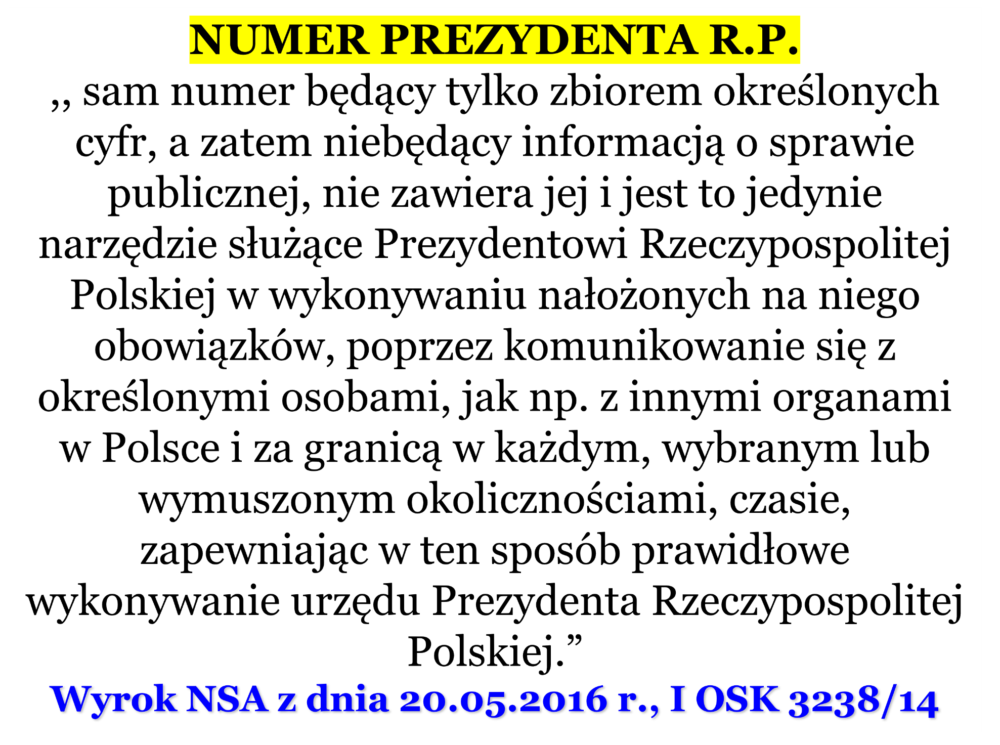 NUMER PREZYDENTA R.P.
,, sam numer będący tylko zbiorem określonych
cyfr, a zatem niebędący informacją o sprawie
publicznej, nie zawiera jej i jest to jedynie
narzędzie służące Prezydentowi Rzeczypospolitej
Polskiej w wykonywaniu nałożonych na niego
obowiązków, poprzez komunikowanie się z
określonymi osobami, jak np. z innymi organami
w Polsce i za granicą w każdym, wybranym lub
wymuszonym okolicznościami, czasie,
zapewniając w ten sposób prawidłowe
wykonywanie urzędu Prezydenta Rzeczypospolitej
Polskiej.”
Wyrok NSA z dnia 20.05.2016 r., I OSK 3238/14